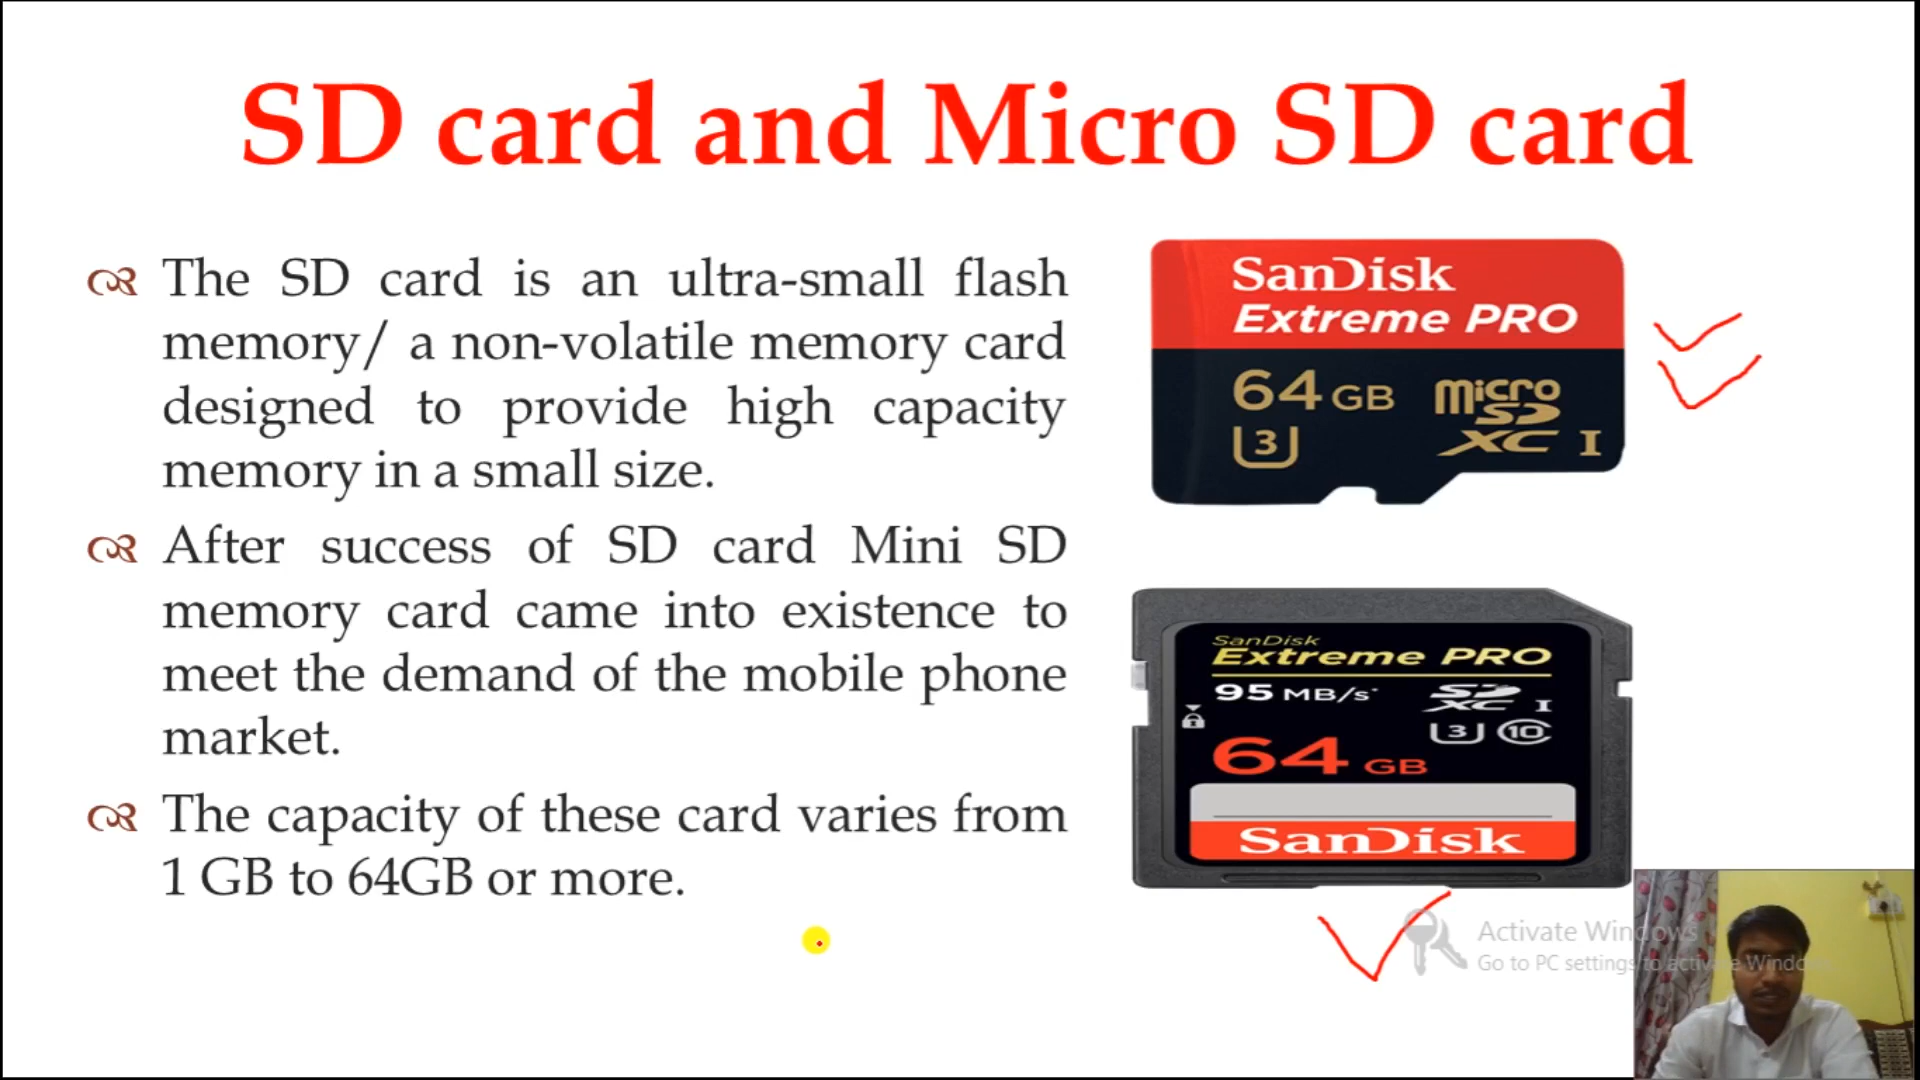 SD card and Micro SD card
The SD card is an ultra-small flash
memory/ a non-volatile memory card
designed to provide high capacity
memory in a small size.
After success of SD card Mini SD
memory card came into existence to
meet the demand of the mobile phone
market.
The capacity of these card varies from
1 GB to 64GB or more.
SanDisk
Extreme PRO
64 GB micro SD XC I
3
SanDisk
Extreme PRO
95 MB/s* SD XC I
3 10
64 GB
SanDisk
Activate Windows
Go to PC settings to activate Windo